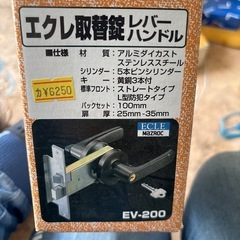 エクレ取替錠 レバーハンドル
■仕様
材質：アルミダイカスト
ステンレススチール
シリンダー：5本ピンシリンダー
キー：黄銅3本付
標準フロント：ストレートタイプ
L型防犯タイプ
バックセット：100mm
扉厚：25mm-35mm
カ ¥6250
ECLE
MAZROC
EV-200